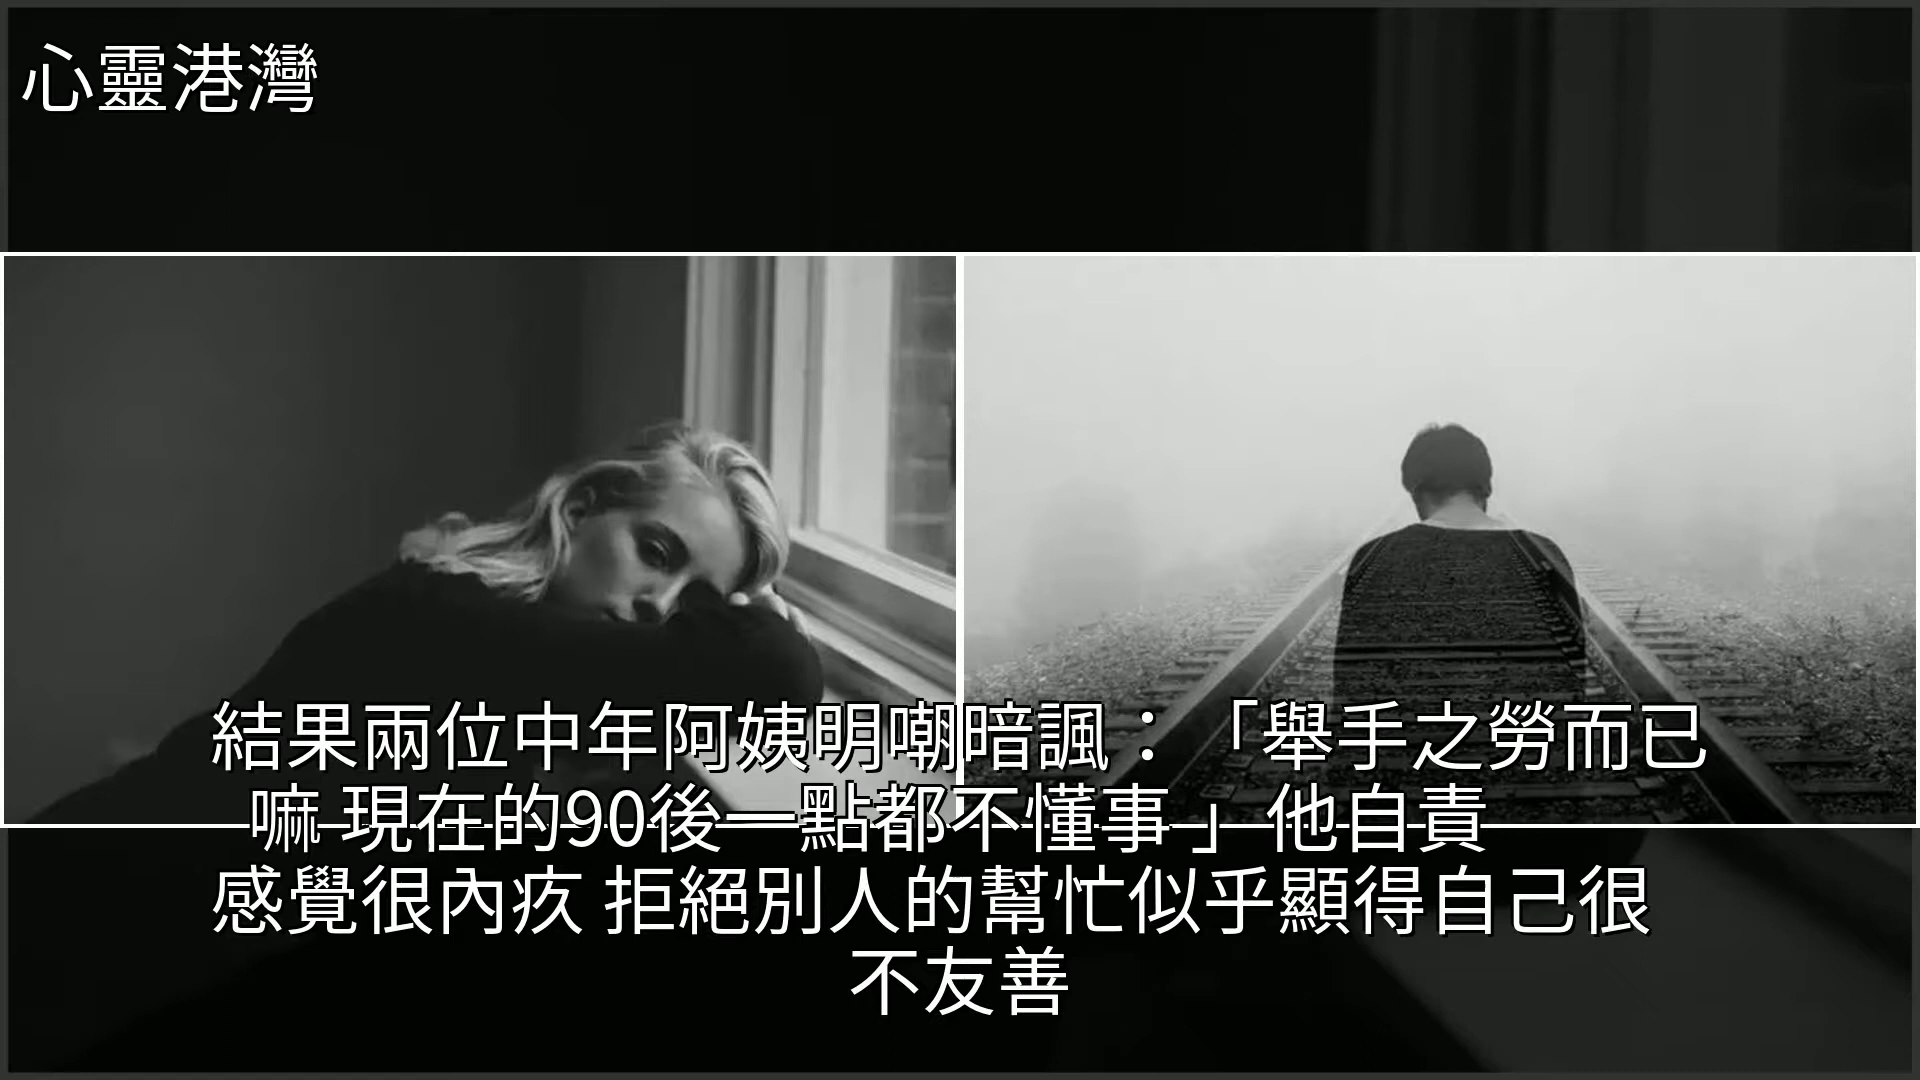 心靈港灣
結果兩位中年阿姨明嘲暗諷：「舉手之勞而已
嘛 現在的90後一點都不懂事」他自責
感覺很內疚 拒絕別人的幫忙似乎顯得自己很
不友善